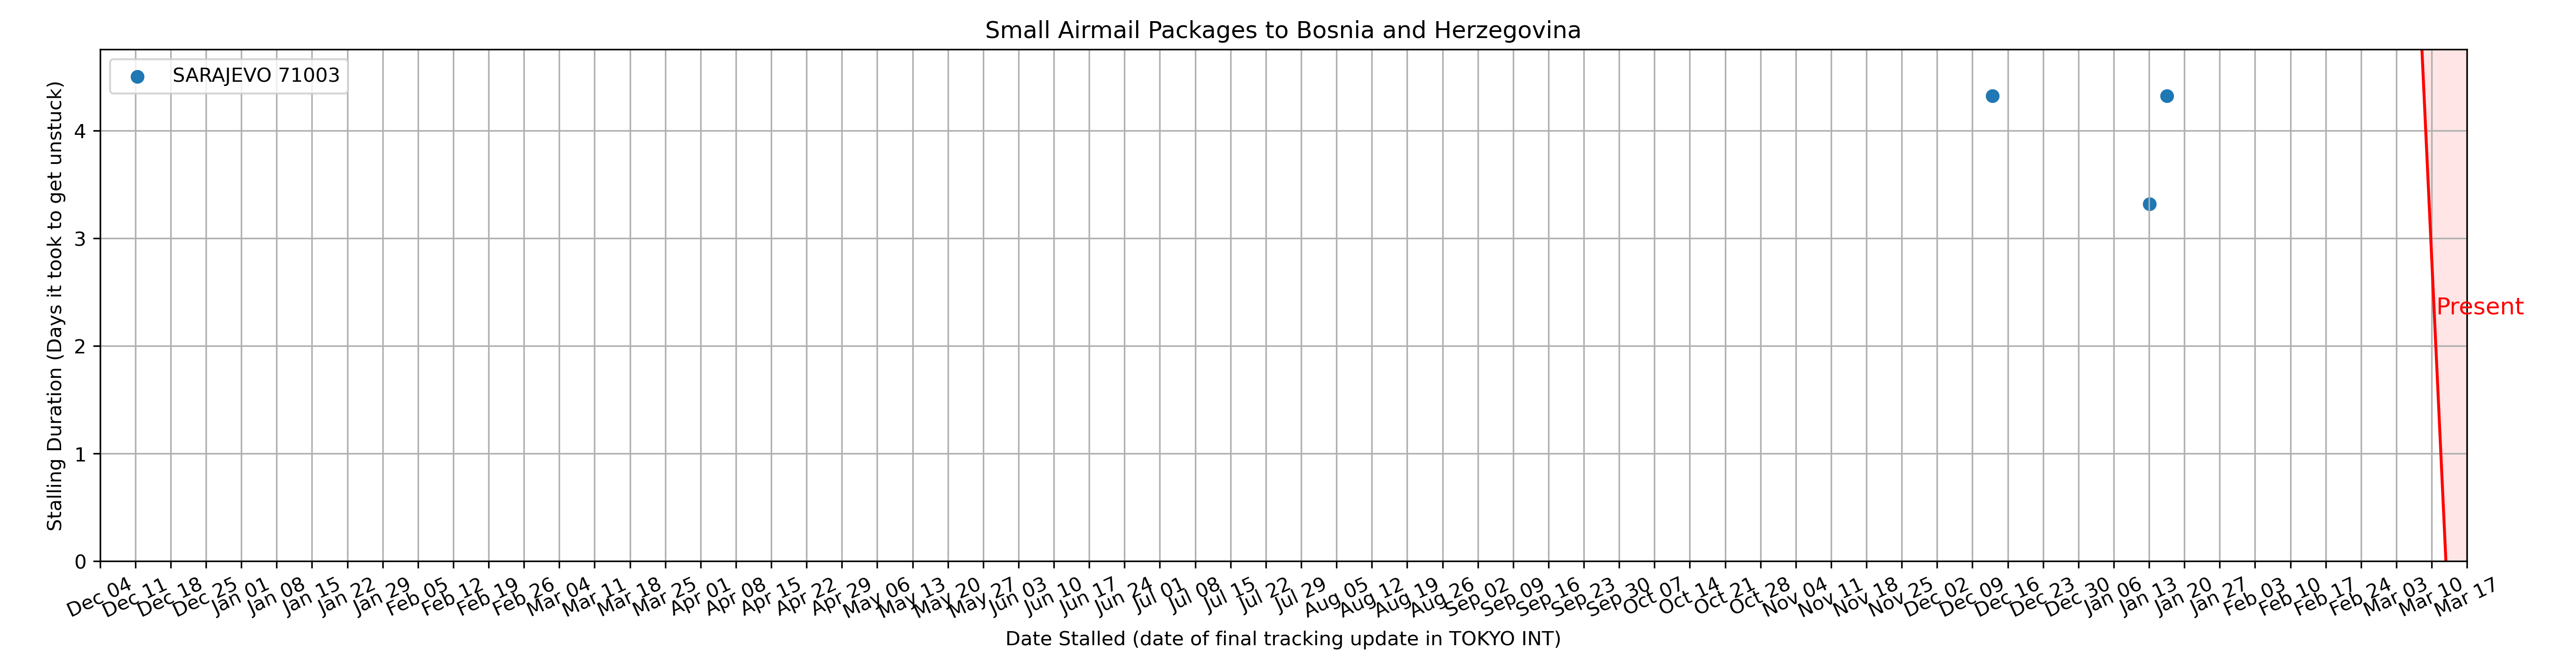 Small Airmail Packages to Bosnia and Herzegovina
SARAJEVO 71003
Stalling Duration (Days it took to get unstuck)
4
3
2
1
0
Present
Dec 04
Dec 11
Dec 18
Dec 25
Jan 01
Jan 08
Jan 15
Jan 22
Jan 29
Feb 05
Feb 12
Feb 19
Feb 26
Mar 04
Mar 11
Mar 18
Mar 25
Apr 01
Apr 08
Apr 15
Apr 22
Apr 29
May 06
May 13
May 20
May 27
Jun 03
Jun 10
Jun 17
Jun 24
Jul 01
Jul 08
Jul 15
Jul 22
Jul 29
Aug 05
Aug 12
Aug 19
Aug 26
Sep 02
Sep 09
Sep 16
Sep 23
Sep 30
Oct 07
Oct 14
Oct 21
Oct 28
Nov 04
Nov 11
Nov 18
Nov 25
Dec 02
Dec 09
Dec 16
Dec 23
Dec 30
Jan 06
Jan 13
Jan 20
Jan 27
Feb 03
Feb 10
Feb 17
Feb 24
Mar 03
Mar 10
Mar 17
Date Stalled (date of final tracking update in TOKYO INT)